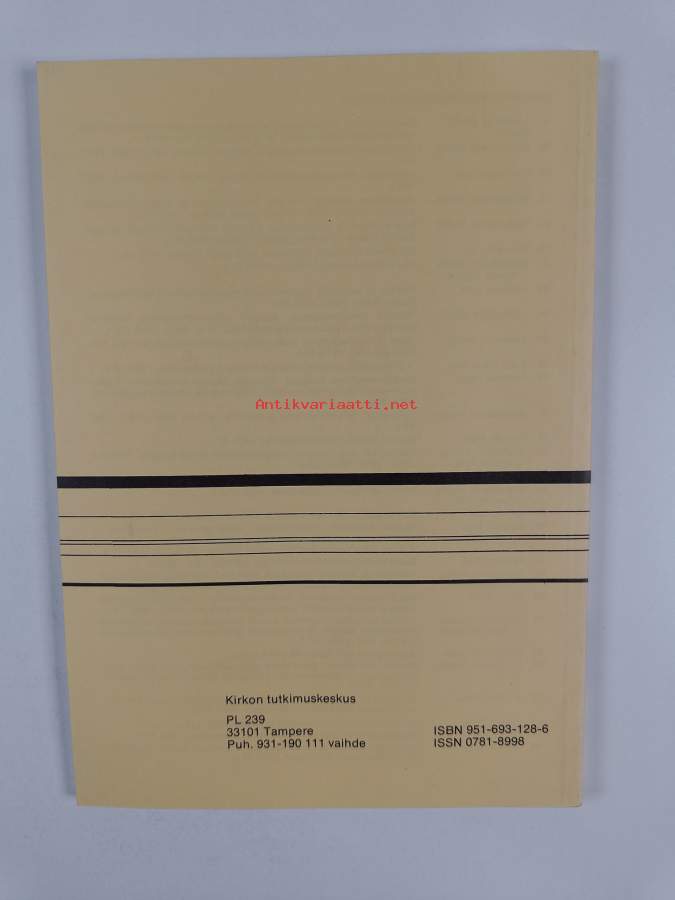 Antikvariaatti.net
Kirkon tutkimuskeskus
PL 239
33101 Tampere
Puh. 931-190 111 vaihde
ISBN 951-693-128-6
ISSN 0781-8998